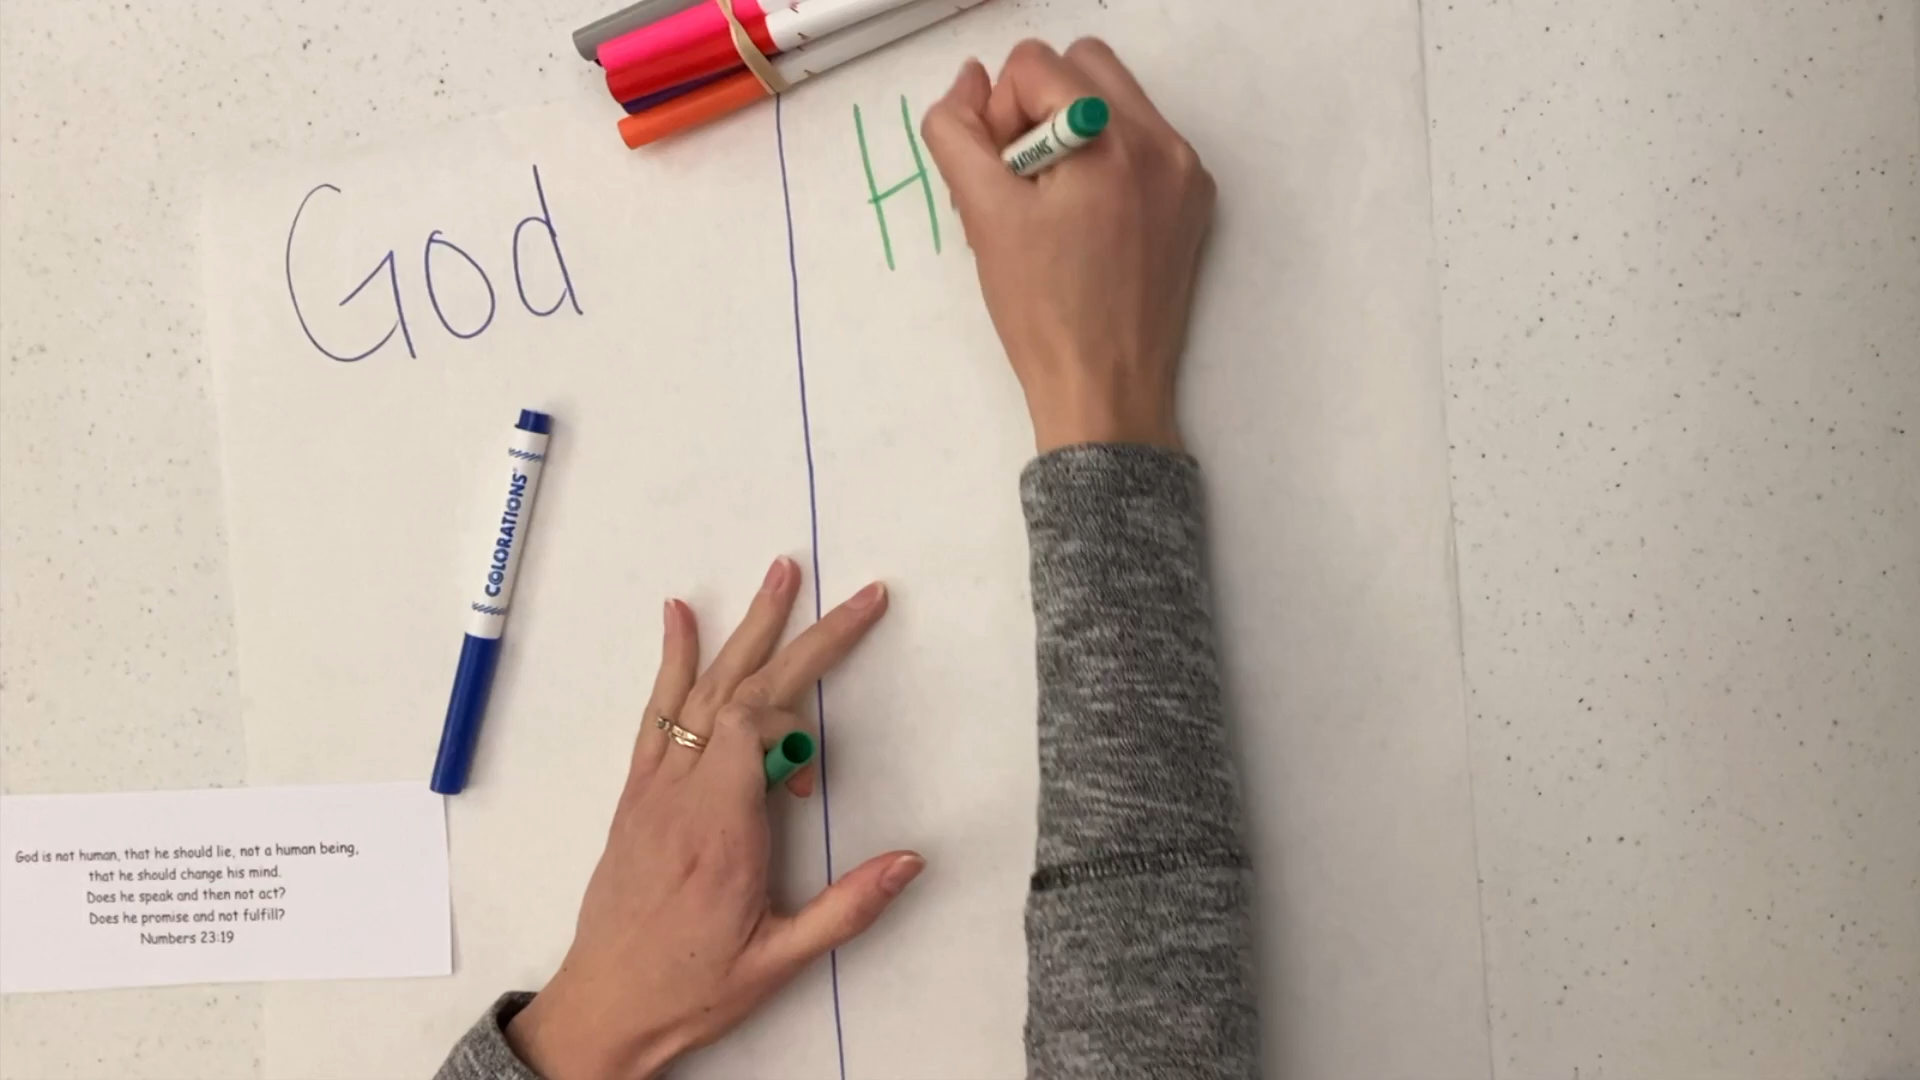 God
H
COLORATIONS
God is not human, that he should lie, not a human being,
that he should change his mind.
Does he speak and then not act?
Does he promise and not fulfill?
Numbers 23:19